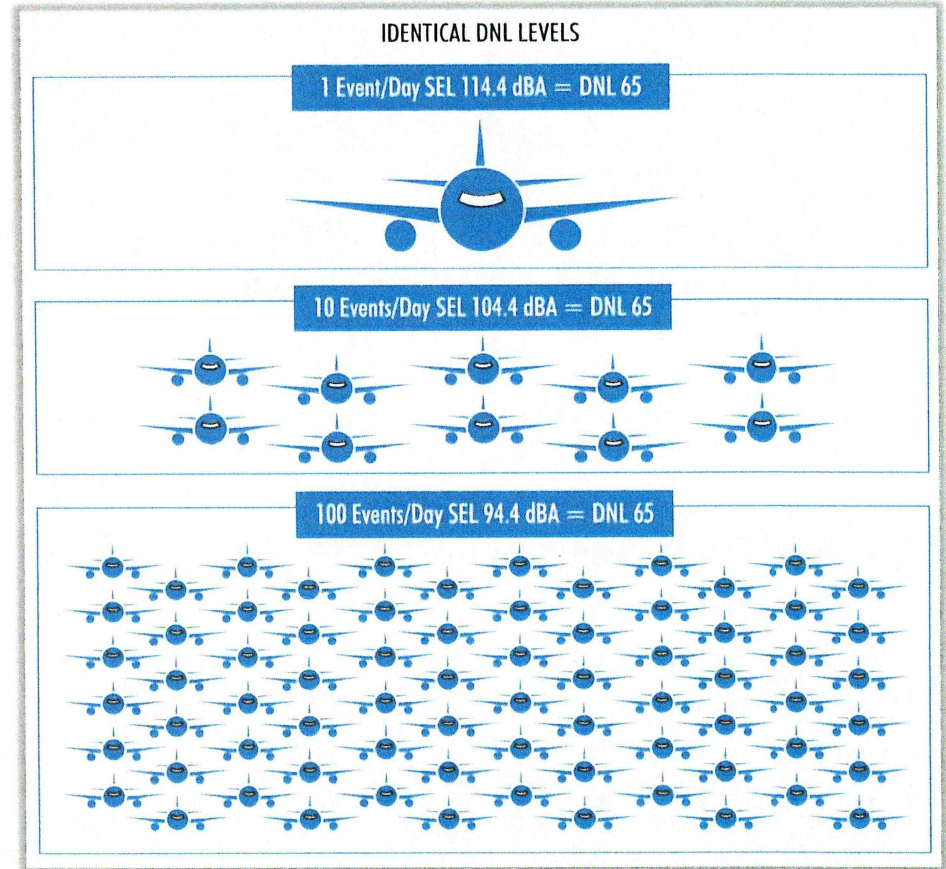 IDENTICAL DNL LEVELS
1 Event/Day SEL 114.4 dBA = DNL 65
10 Events/Day SEL 104.4 dBA = DNL 65
100 Events/Day SEL 94.4 dBA = DNL 65